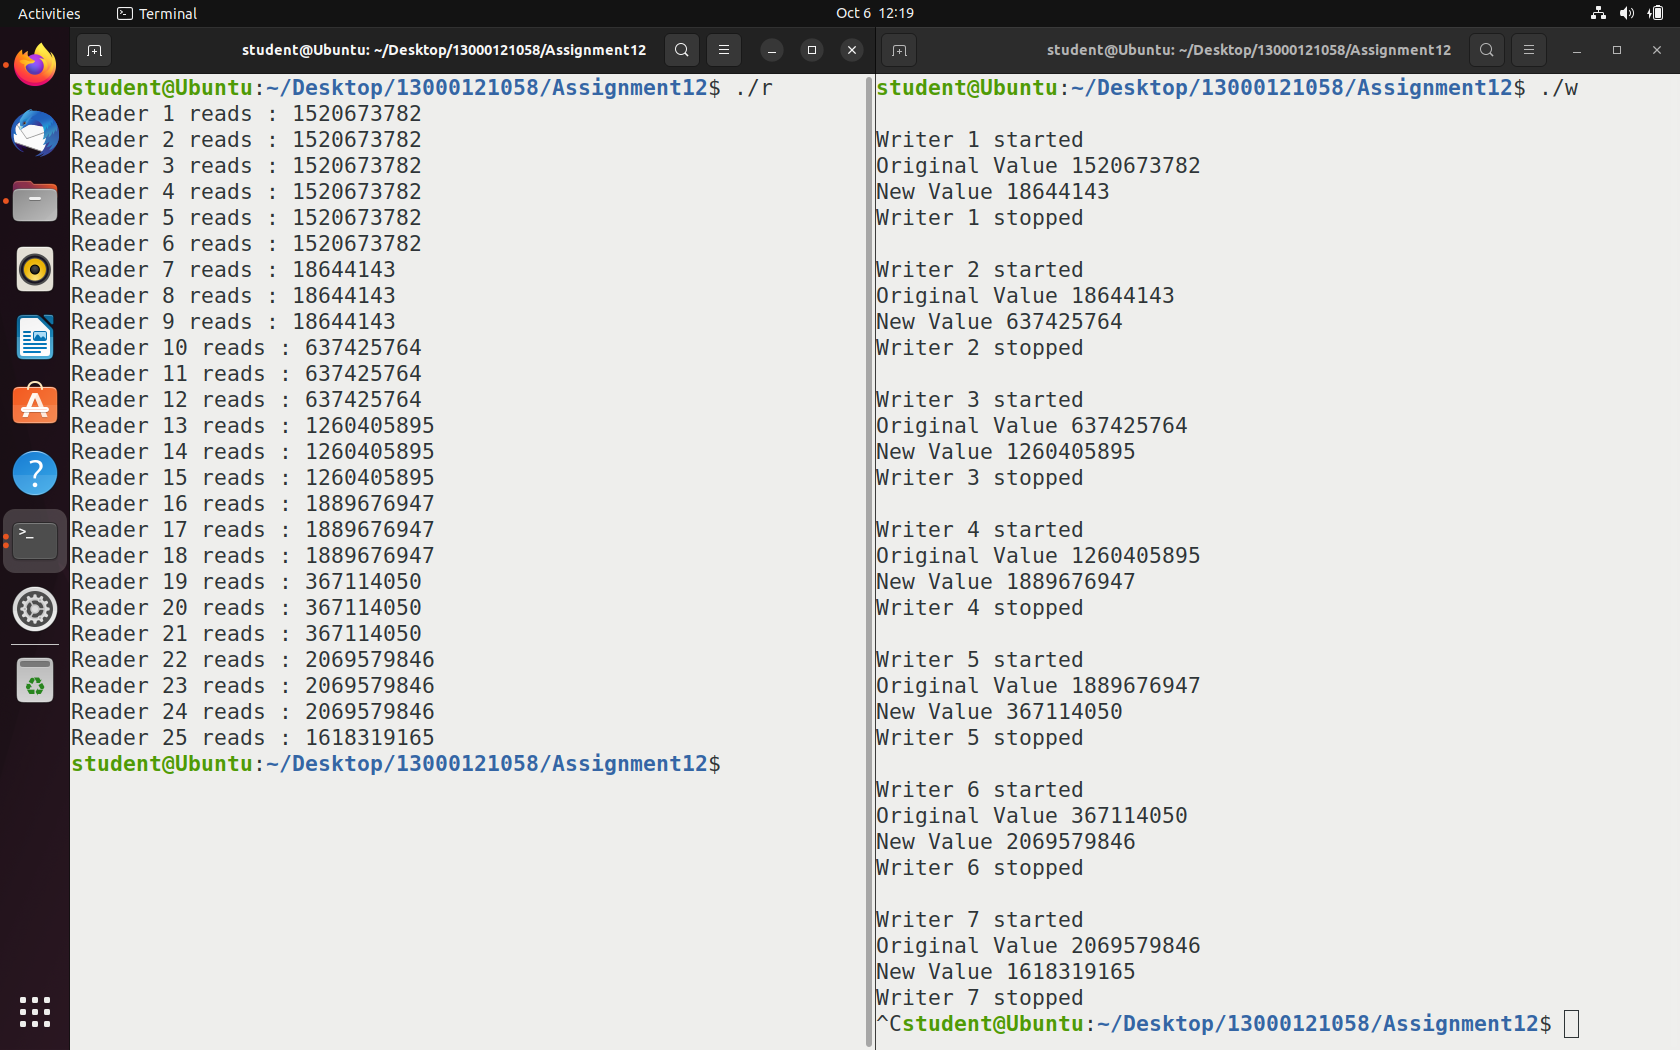 Activities
Terminal
Oct 6 12:19
student@Ubuntu: ~/Desktop/13000121058/Assignment12
student@Ubuntu:~/Desktop/13000121058/Assignment12$ ./r
Reader 1 reads : 1520673782
Reader 2 reads : 1520673782
Reader 3 reads : 1520673782
Reader 4 reads : 1520673782
Reader 5 reads : 1520673782
Reader 6 reads : 1520673782
Reader 7 reads : 18644143
Reader 8 reads : 18644143
Reader 9 reads : 18644143
Reader 10 reads : 637425764
Reader 11 reads : 637425764
Reader 12 reads : 637425764
Reader 13 reads : 1260405895
Reader 14 reads : 1260405895
Reader 15 reads : 1260405895
Reader 16 reads : 1889676947
Reader 17 reads : 1889676947
Reader 18 reads : 1889676947
Reader 19 reads : 367114050
Reader 20 reads : 367114050
Reader 21 reads : 367114050
Reader 22 reads : 2069579846
Reader 23 reads : 2069579846
Reader 24 reads : 2069579846
Reader 25 reads : 1618319165
student@Ubuntu:~/Desktop/13000121058/Assignment12$
student@Ubuntu: ~/Desktop/13000121058/Assignment12
student@Ubuntu:~/Desktop/13000121058/Assignment12$ ./w
Writer 1 started
Original Value 1520673782
New Value 18644143
Writer 1 stopped
Writer 2 started
Original Value 18644143
New Value 637425764
Writer 2 stopped
Writer 3 started
Original Value 637425764
New Value 1260405895
Writer 3 stopped
Writer 4 started
Original Value 1260405895
New Value 1889676947
Writer 4 stopped
Writer 5 started
Original Value 1889676947
New Value 367114050
Writer 5 stopped
Writer 6 started
Original Value 367114050
New Value 2069579846
Writer 6 stopped
Writer 7 started
Original Value 2069579846
New Value 1618319165
Writer 7 stopped
^Cstudent@Ubuntu:~/Desktop/13000121058/Assignment12$